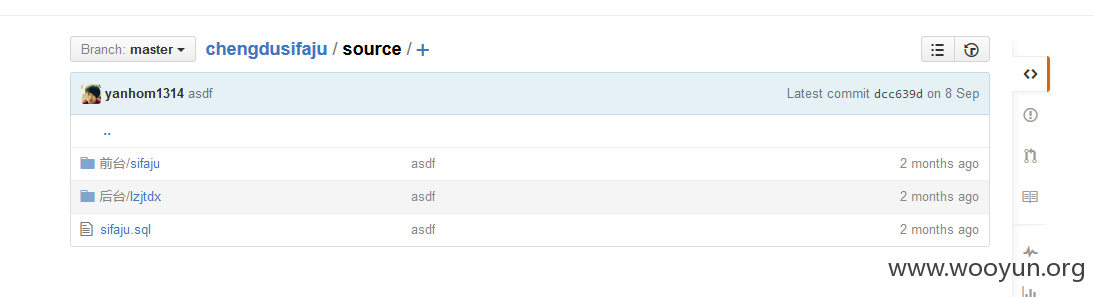 Branch: master chengdusifaju / source / +
yanhom1314 asdf Latest commit dcc639d on 8 Sep
..
前台/sifaju asdf 2 months ago
后台/lzjtdx asdf 2 months ago
sifaju.sql asdf 2 months ago
www.wooyun.org